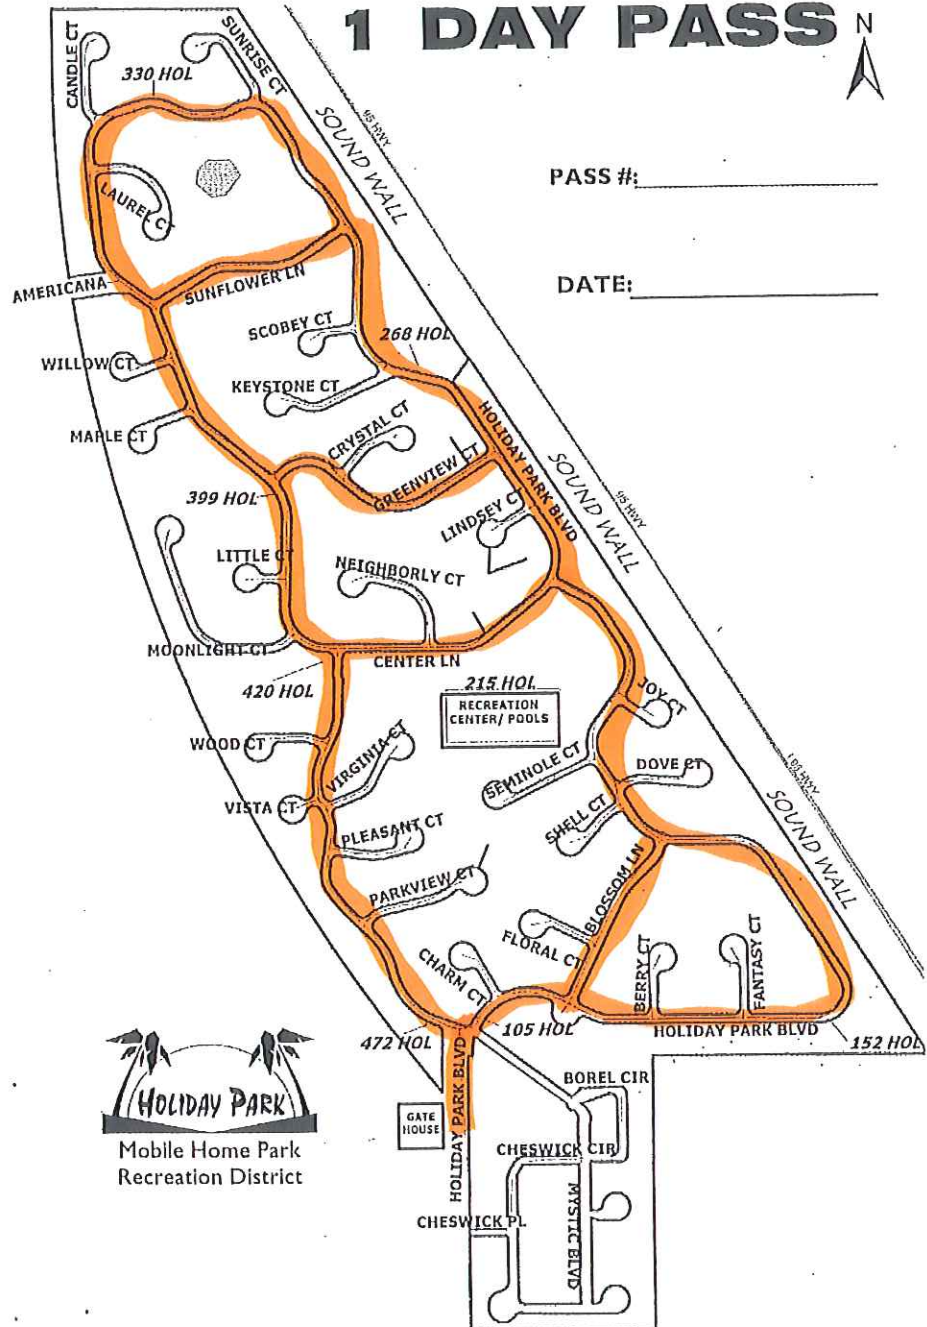 1 DAY PASS
N
CANDLE CT
SUNRISE CT
330 HOL
SOUND WALL
PASS #:
LAUREL CT
AMERICANA
SUNFLOWER LN
DATE:
SCOBEY CT
268 HOL
WILLOW CT
KEYSTONE CT
MAPLE CT
CRYSTAL CT
GREENVIEW CT
HOLIDAY PARK BLVD
SOUND WALL
399 HOL
LINDSEY CT
LITTLE CT
NEIGHBORLY CT
MOONLIGHT CT
CENTER LN
420 HOL
215 HOL
RECREATION
CENTER/ POOLS
JOY CT
WOOD CT
VIRGINIA CT
SEMINOLE CT
DOVE CT
VISTA CT
PLEASANT CT
SHELL CT
SOUND WALL
PARKVIEW CT
BLOSSOM LN
FLORAL CT
BERRY CT
FANTASY CT
CHARM CT
472 HOL
105 HOL
HOLIDAY PARK BLVD
152 HOL
HOLIDAY PARK
Mobile Home Park
Recreation District
GATE
HOUSE
HOLIDAY PARK BLVD
BOREL CIR
CHESWICK CIR
CHESWICK PL
MYSTIC BLVD